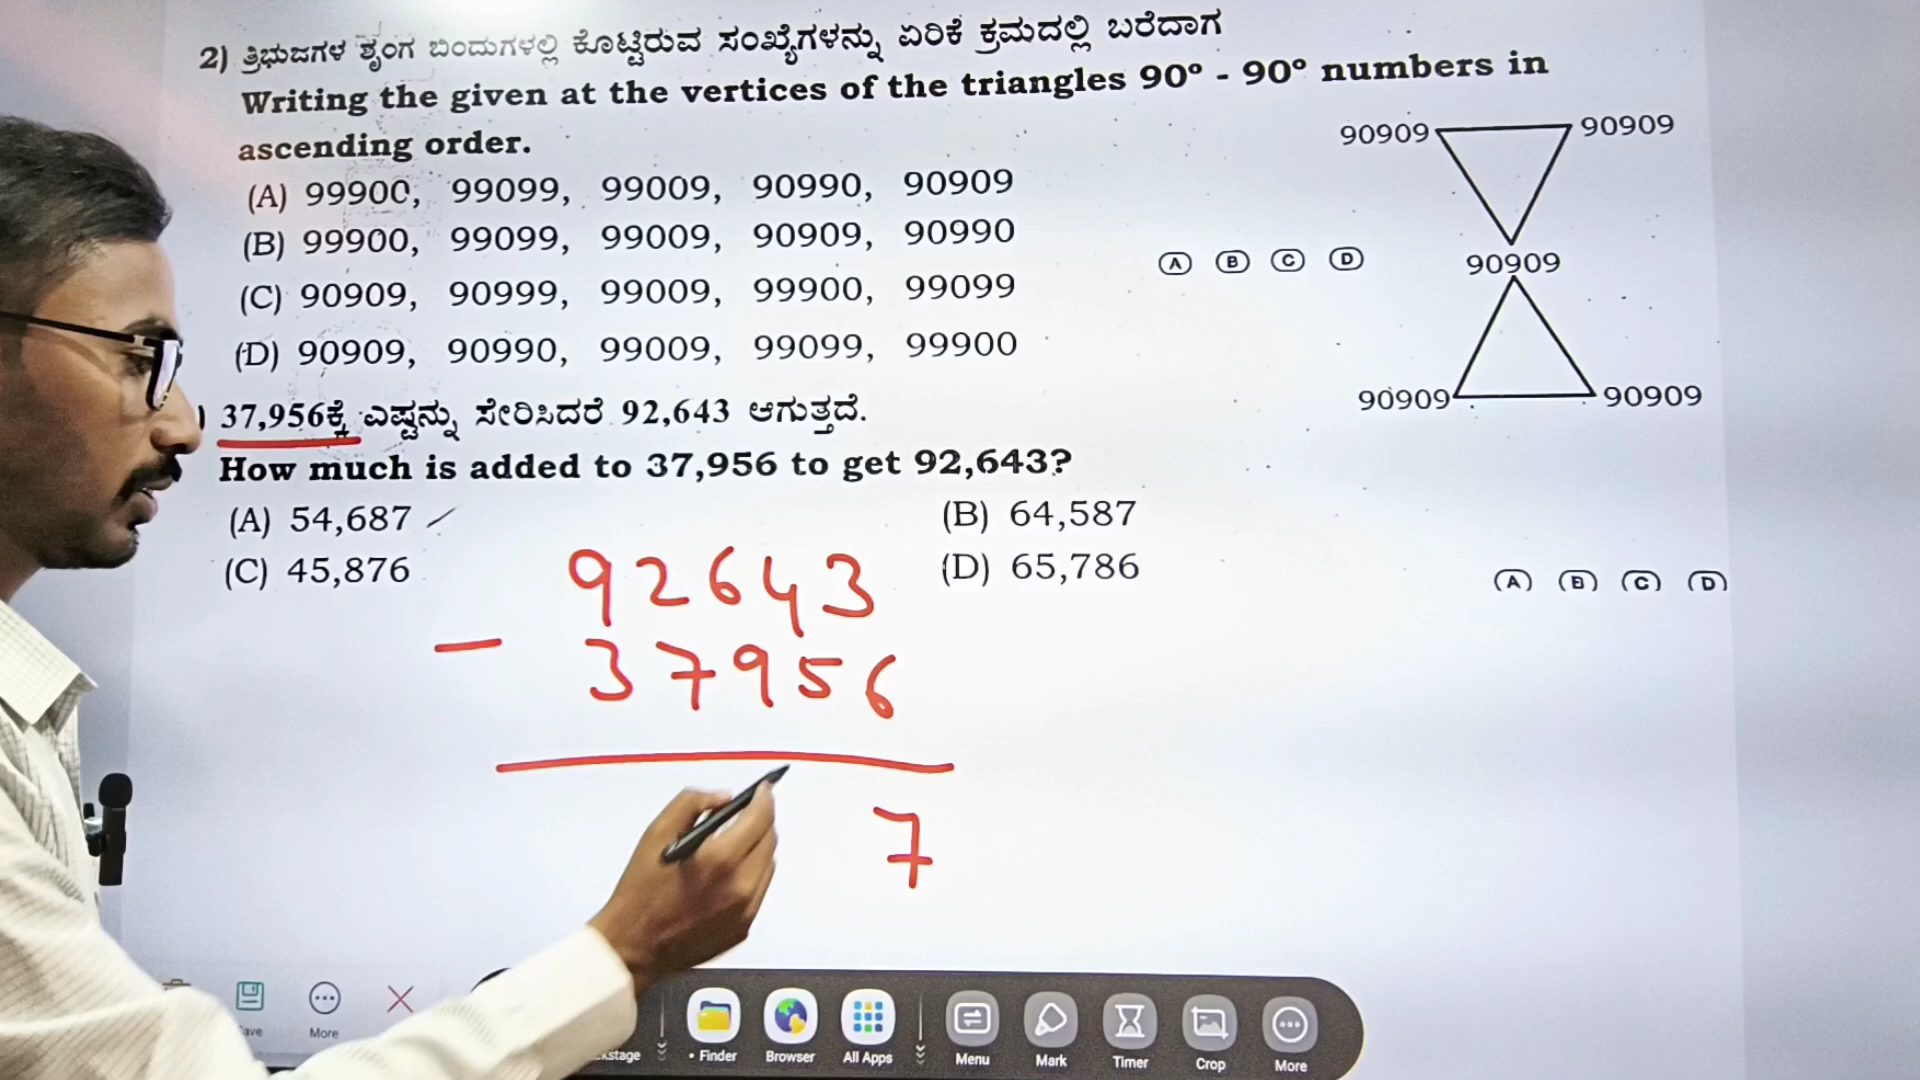 2) ತ್ರಿಭುಜಗಳ ಶೃಂಗ ಬಿಂದುಗಳಲ್ಲಿ ಕೊಟ್ಟಿರುವ ಸಂಖ್ಯೆಗಳನ್ನು ಏರಿಕೆ ಕ್ರಮದಲ್ಲಿ ಬರೆದಾಗ
Writing the given at the vertices of the triangles 90° - 90° numbers in
ascending order.
90909 90909
(A) 99900, 99099, 99009, 90990, 90909
(B) 99900, 99099, 99009, 90909, 90990
A B C D
90909
(C) 90909, 90999, 99009, 99900, 99099
(D) 90909, 90990, 99009, 99099, 99900
90909 90909
) 37,956ಕ್ಕೆ ಎಷ್ಟನ್ನು ಸೇರಿಸಿದರೆ 92,643 ಆಗುತ್ತದೆ.
How much is added to 37,956 to get 92,643?
(A) 54,687 (B) 64,587
(C) 45,876 (D) 65,786
A B C D
92643
- 37956
7
ave More
kstage Finder Browser All Apps Menu Mark Timer Crop More